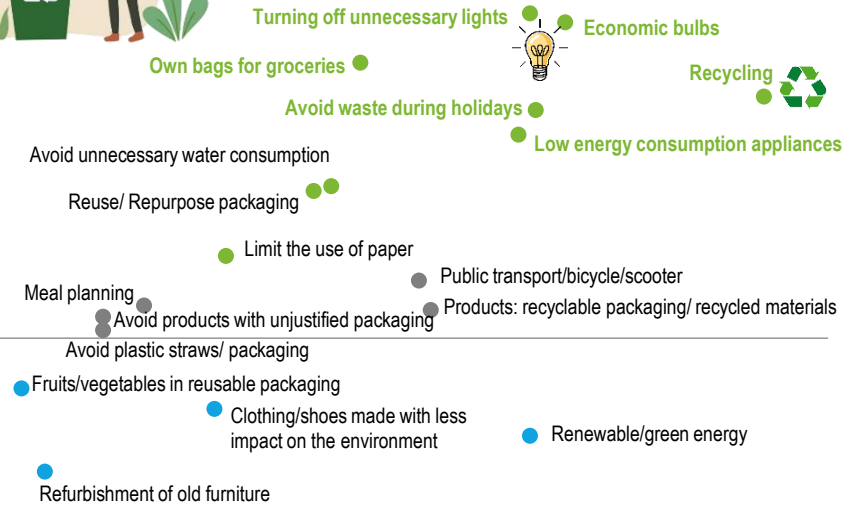 Turning off unnecessary lights
Economic bulbs
Own bags for groceries
Recycling
Avoid waste during holidays
Low energy consumption appliances
Avoid unnecessary water consumption
Reuse/ Repurpose packaging
Limit the use of paper
Public transport/bicycle/scooter
Meal planning
Products: recyclable packaging/ recycled materials
Avoid products with unjustified packaging
Avoid plastic straws/ packaging
Fruits/vegetables in reusable packaging
Clothing/shoes made with less
impact on the environment
Renewable/green energy
Refurbishment of old furniture